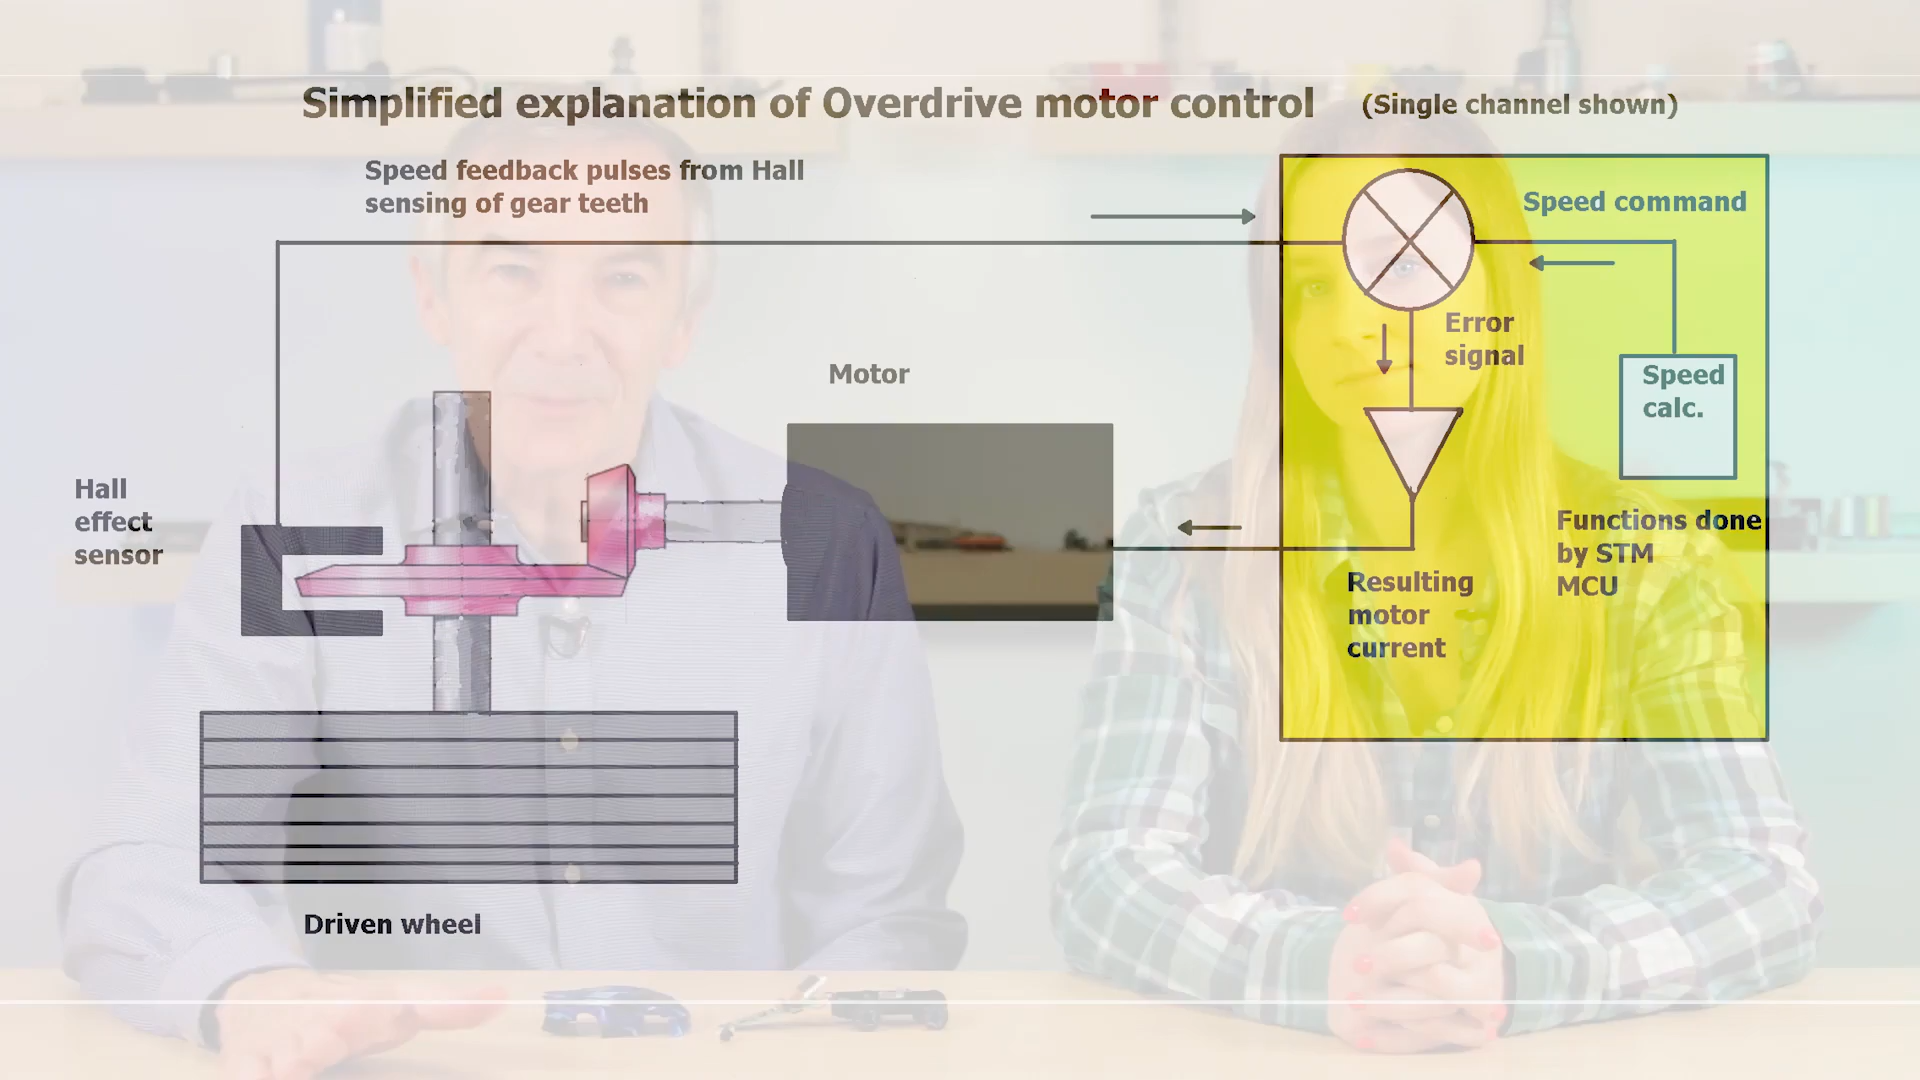 Simplified explanation of Overdrive motor control (Single channel shown)
Speed feedback pulses from Hall
sensing of gear teeth
Speed command
Error
signal
Speed
calc.
Motor
Hall
effect
sensor
Functions done
by STM
MCU
Resulting
motor
current
Driven wheel